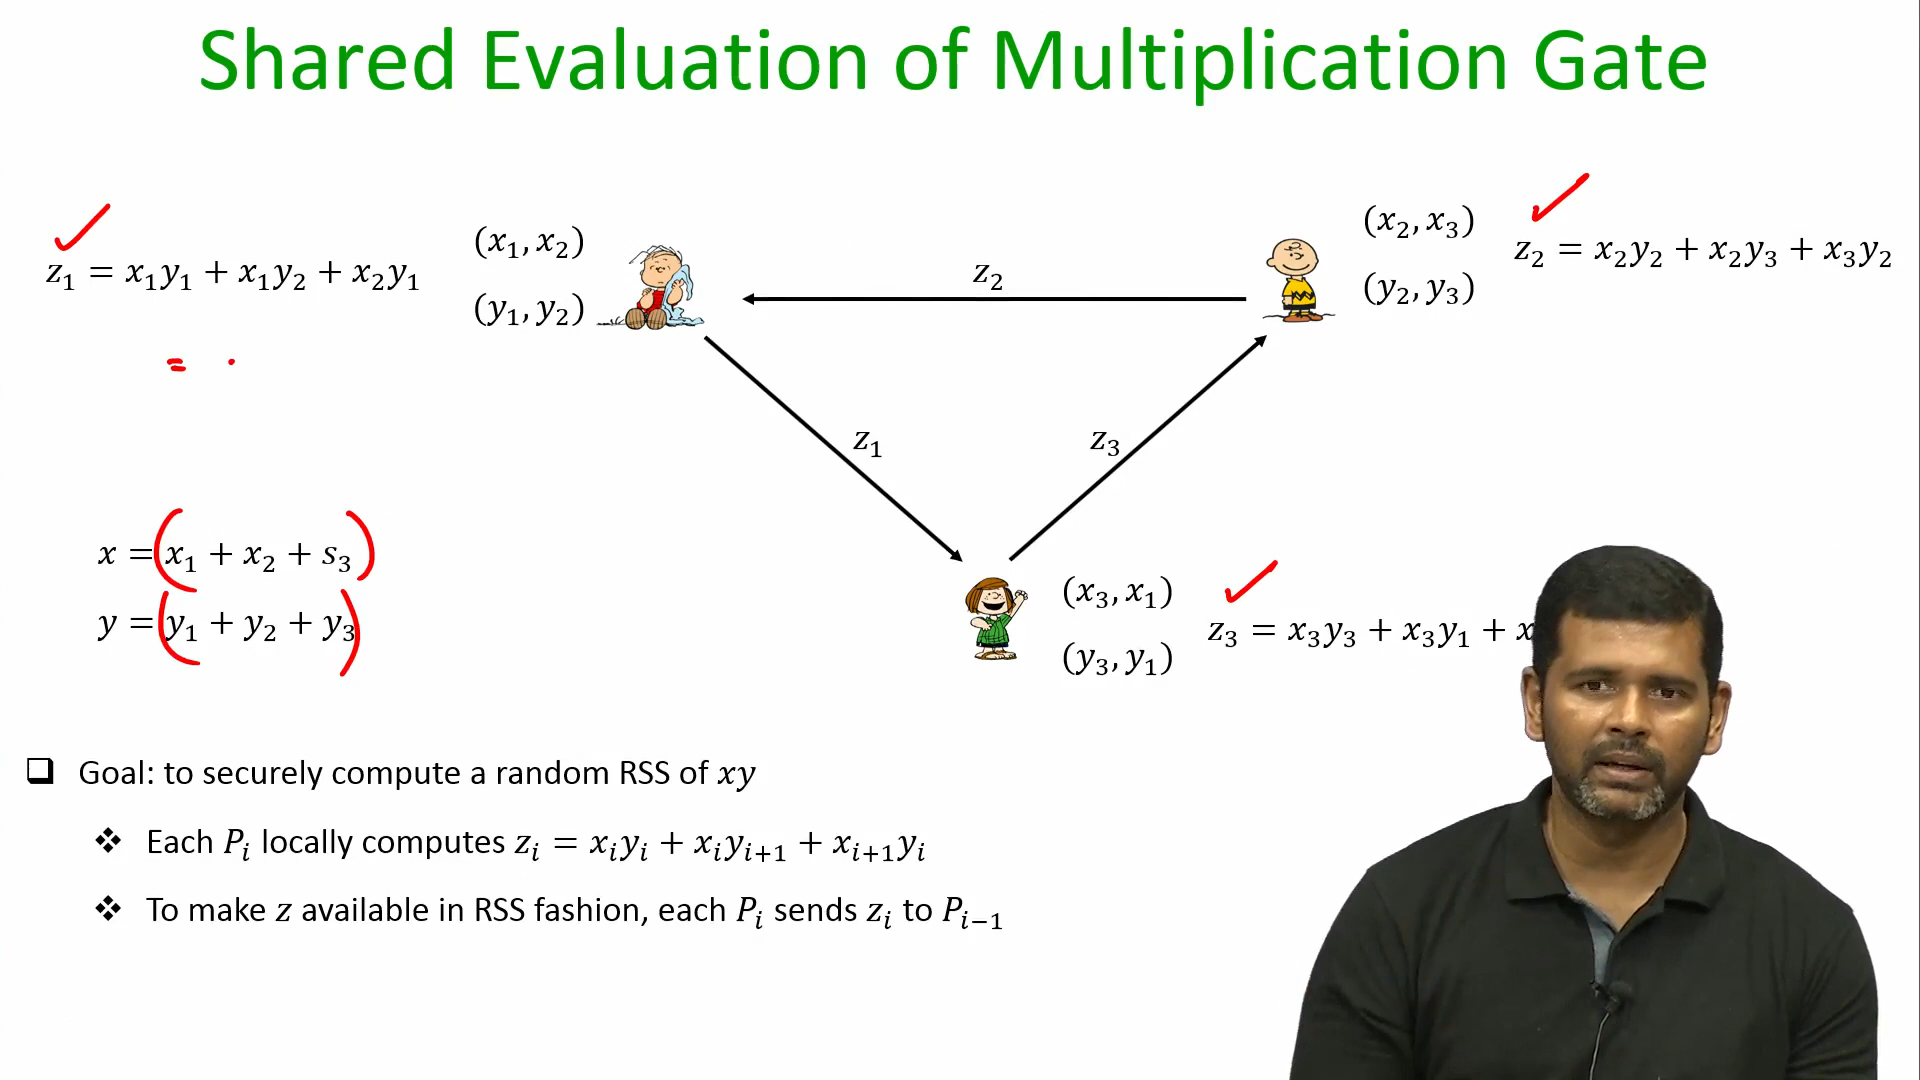 Shared Evaluation of Multiplication Gate
z₁ = x₁y₁ + x₁y₂ + x₂y₁
(x₁, x₂)
(y₁, y₂)
=
z₂
(x₂, x₃)
(y₂, y₃)
z₂ = x₂y₂ + x₂y₃ + x₃y₂
z₁
z₃
x = (x₁ + x₂ + s₃)
y = (y₁ + y₂ + y₃)
(x₃, x₁)
(y₃, y₁)
z₃ = x₃y₃ + x₃y₁ + x
Goal: to securely compute a random RSS of xy
Each Pᵢ locally computes zᵢ = xᵢyᵢ + xᵢyᵢ₊₁ + xᵢ₊₁yᵢ
To make z available in RSS fashion, each Pᵢ sends zᵢ to Pᵢ₋₁